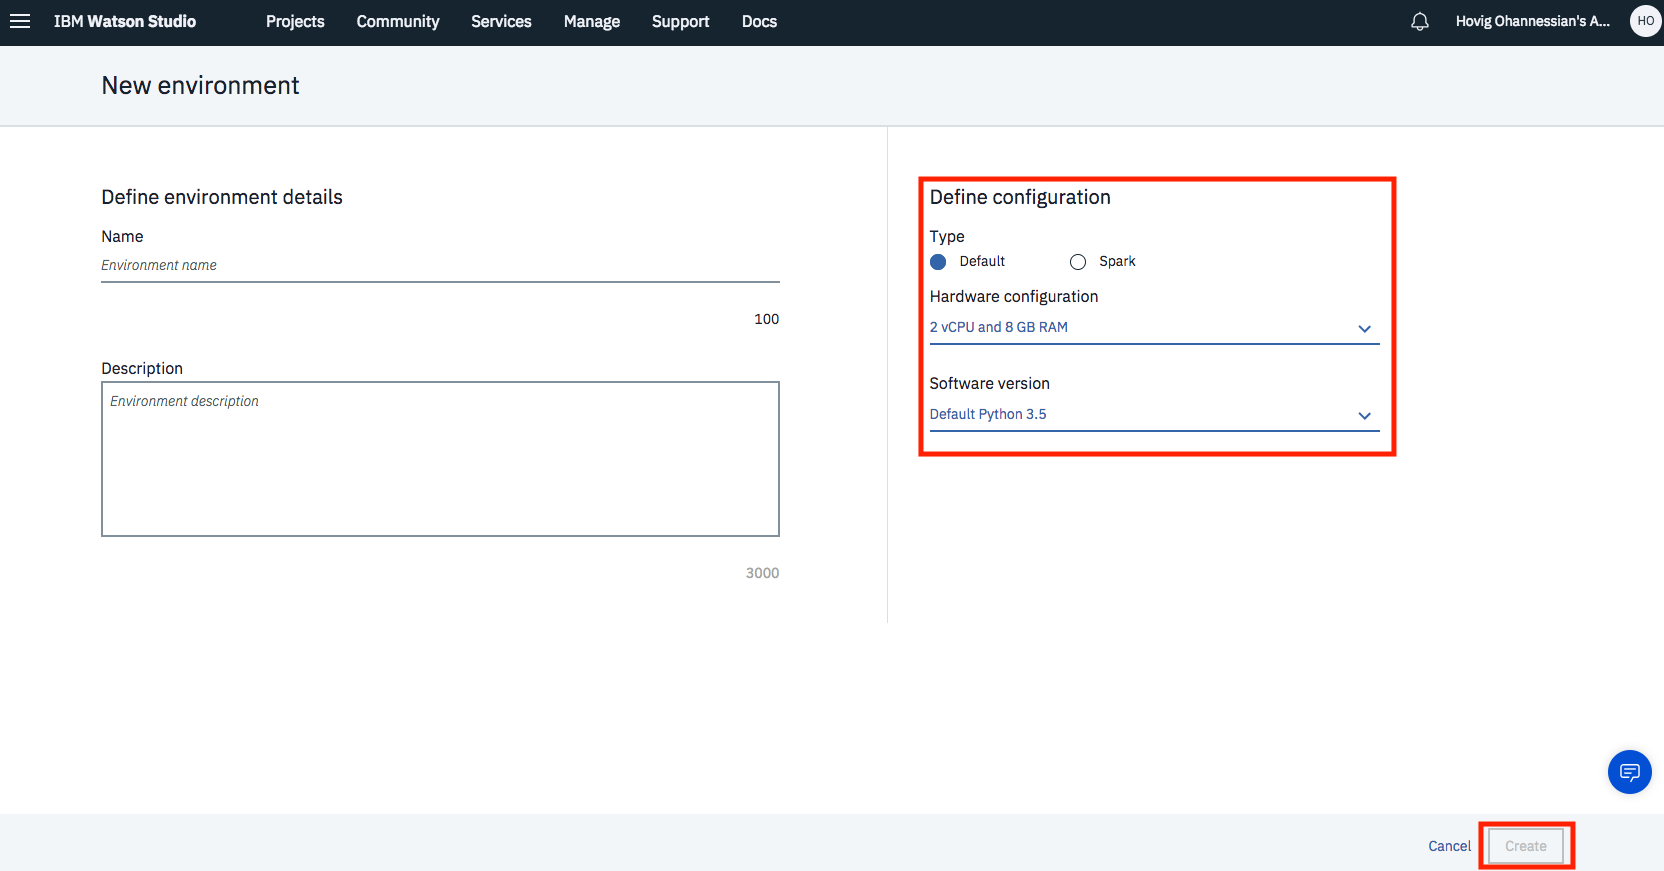 IBM Watson Studio Projects Community Services Manage Support Docs Hovig Ohannessian's A... HO
New environment
Define environment details
Name
Environment name
100
Description
Environment description
3000
Define configuration
Type
Default Spark
Hardware configuration
2 vCPU and 8 GB RAM
Software version
Default Python 3.5
Cancel Create